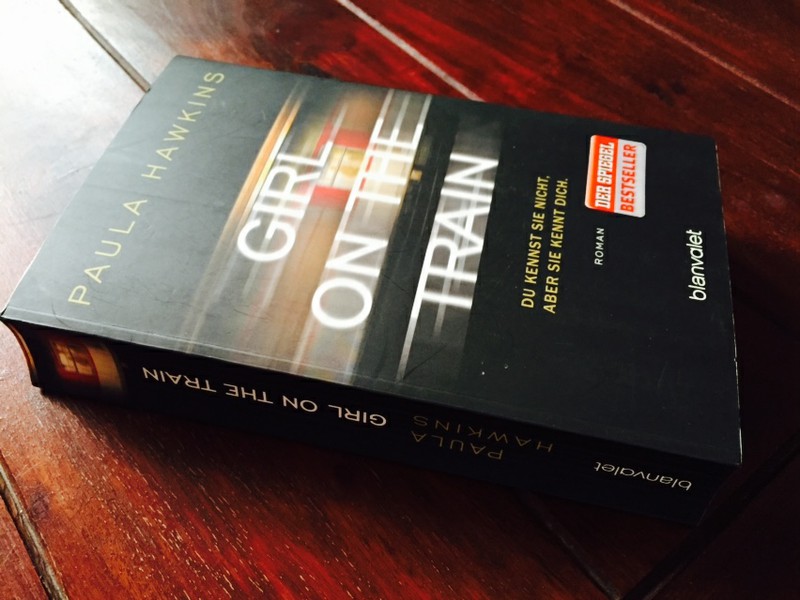 PAULA HAWKINS
GIRL
ON THE
TRAIN
DU KENNST SIE NICHT,
ABER SIE KENNT DICH.
ROMAN
DER SPIEGEL
BESTSELLER
blanvalet
GIRL ON THE TRAIN
PAULA
HAWKINS
blanvalet